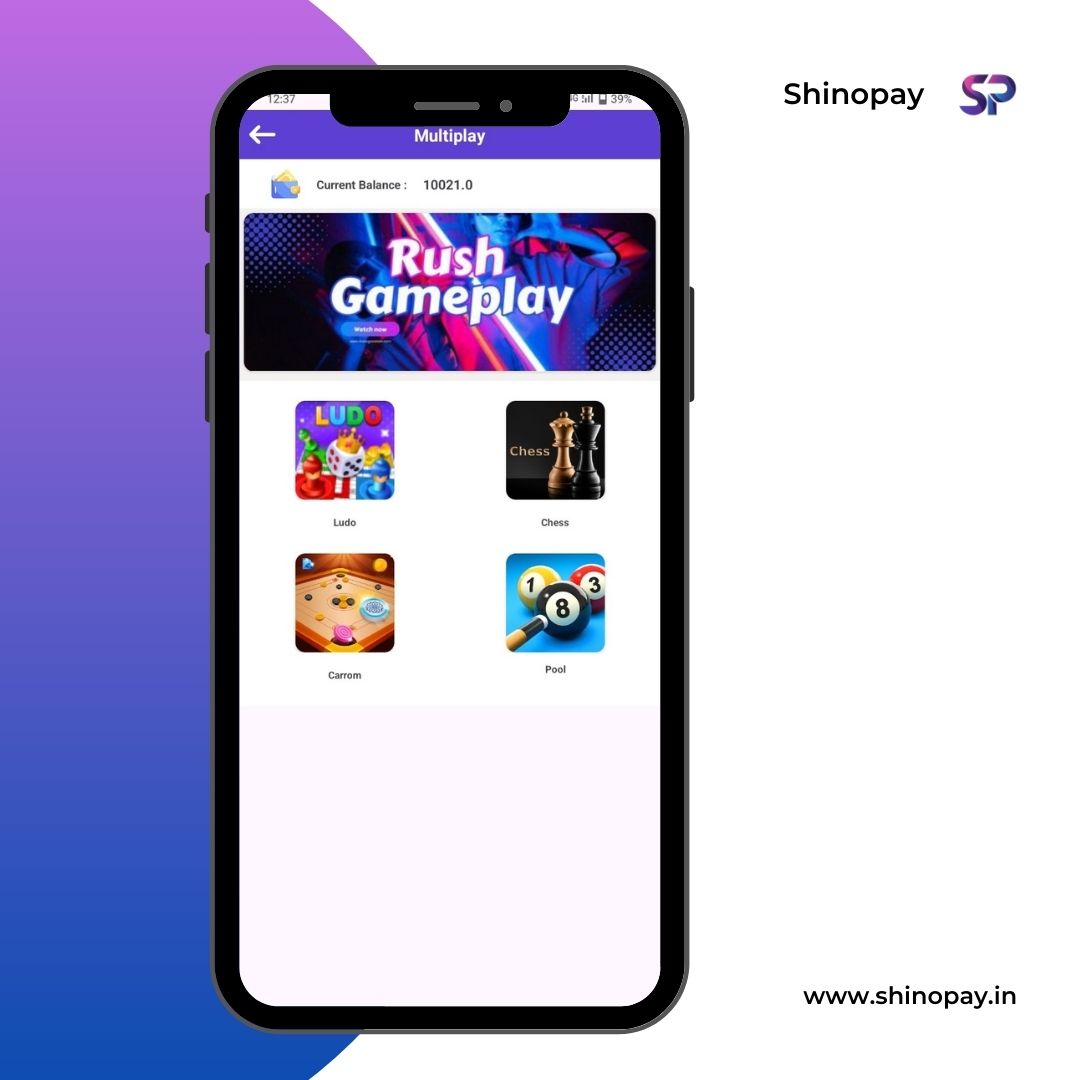 Shinopay
SP
12:37
39%
Multiplay
Current Balance : 10021.0
Rush
Gameplay
Watch now
LUDO
Chess
Ludo
Chess
1
3
8
Carrom
Pool
www.shinopay.in